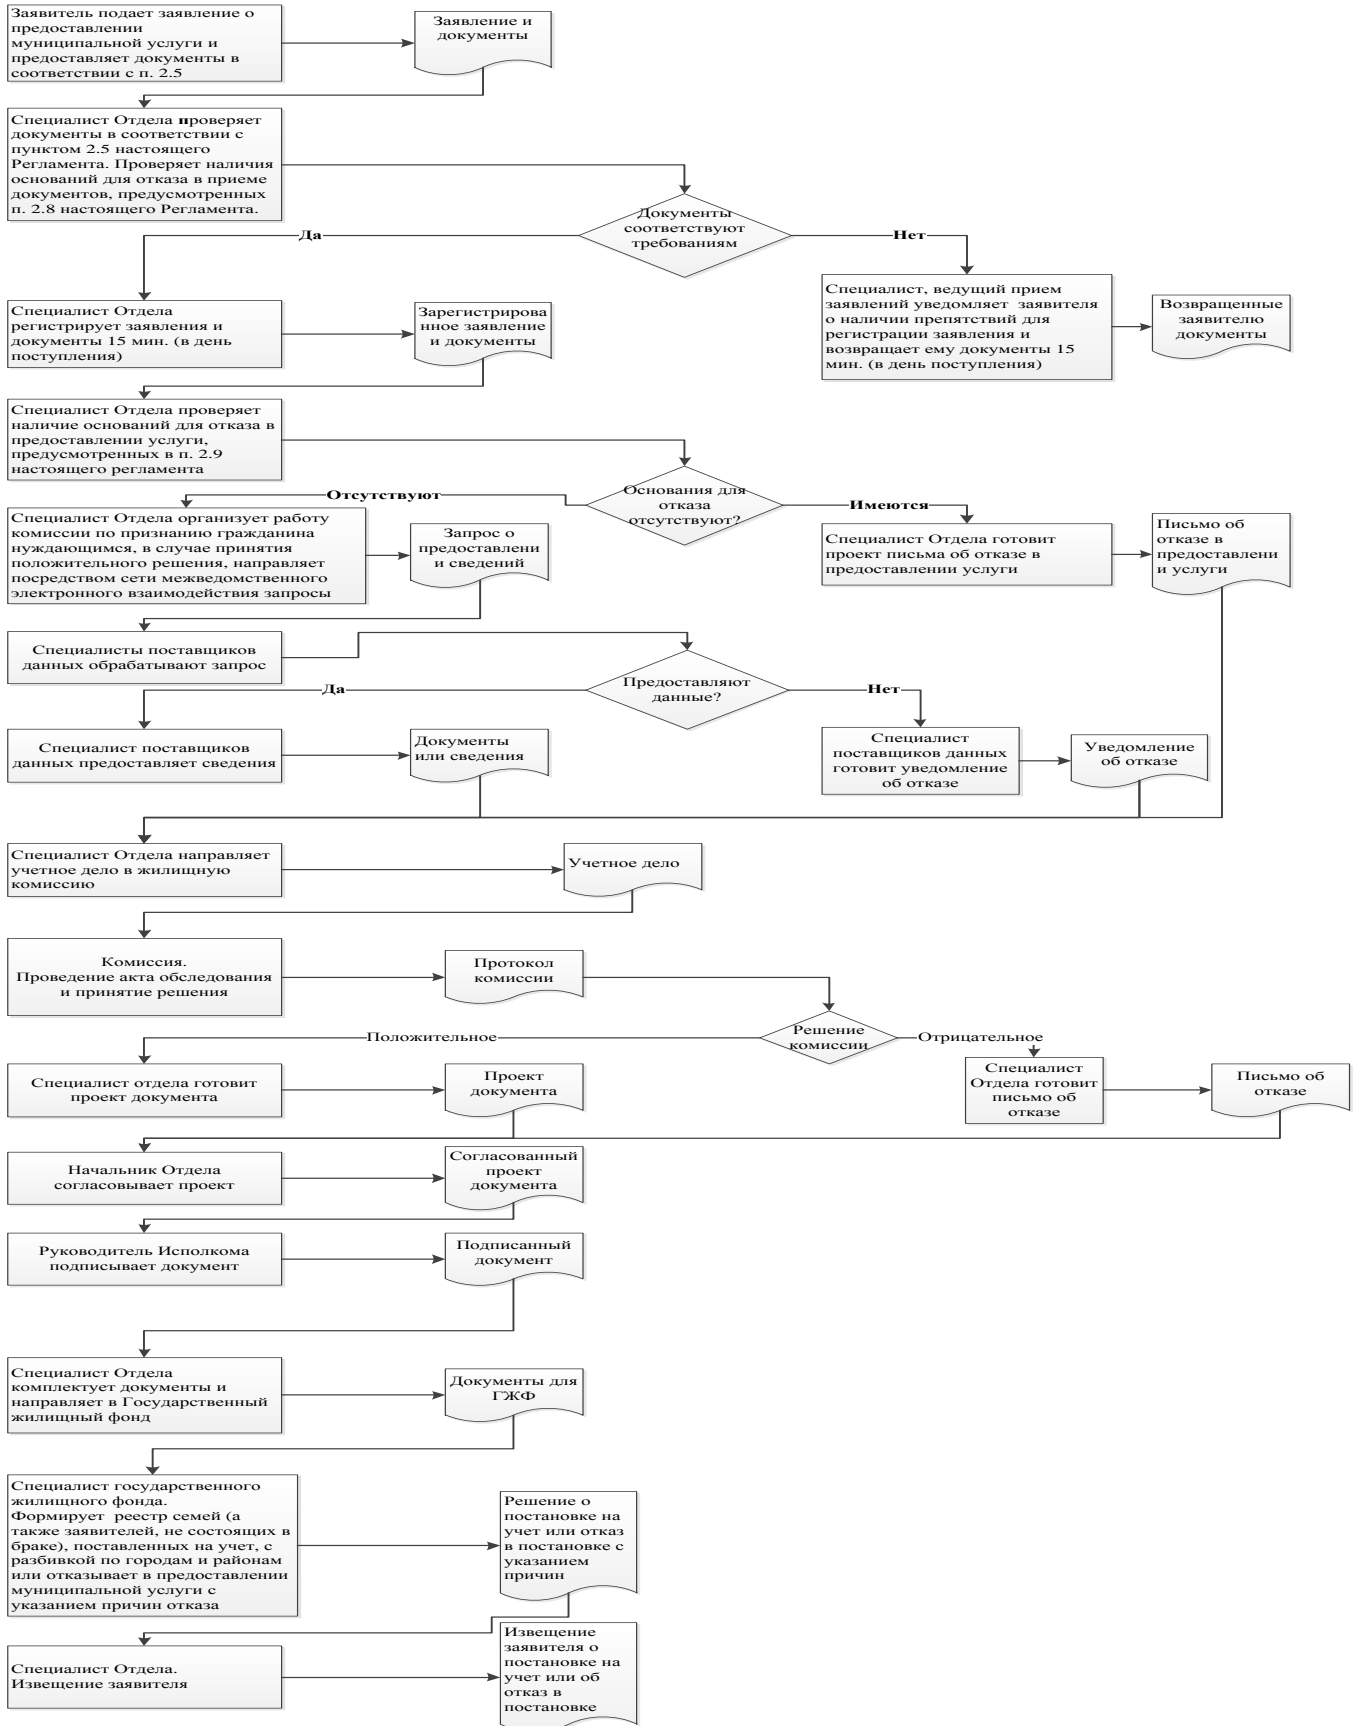 Заявитель подает заявление о
предоставлении
муниципальной услуги и
предоставляет документы в
соответствии с п. 2.5
Заявление и
документы
Специалист Отдела проверяет
документы в соответствии с
пунктом 2.5 настоящего
Регламента. Проверяет наличия
оснований для отказа в приеме
документов, предусмотренных
п. 2.8 настоящего Регламента.
Документы
соответствуют
требованиям
Да
Нет
Специалист Отдела
регистрирует заявления и
документы 15 мин. (в день
поступления)
Зарегистрирова
нное заявление
и документы
Специалист, ведущий прием
заявлений уведомляет заявителя
о наличии препятствий для
регистрации заявления и
возвращает ему документы 15
мин. (в день поступления)
Возвращенные
заявителю
документы
Специалист Отдела проверяет
наличие оснований для отказа в
предоставлении услуги,
предусмотренных в п. 2.9
настоящего регламента
Основания для
отказа
отсутствуют?
Отсутствуют
Имеются
Специалист Отдела организует работу
комиссии по признанию гражданина
нуждающимся, в случае принятия
положительного решения, направляет
посредством сети межведомственного
электронного взаимодействия запросы
Запрос о
предоставлени
и сведений
Специалист Отдела готовит
проект письма об отказе в
предоставлении услуги
Письмо об
отказе в
предоставлени
и услуги
Специалисты поставщиков
данных обрабатывают запрос
Предоставляют
данные?
Да
Нет
Специалист поставщиков
данных предоставляет сведения
Документы
или сведения
Специалист
поставщиков данных
готовит уведомление
об отказе
Уведомление
об отказе
Специалист Отдела направляет
учетное дело в жилищную
комиссию
Учетное дело
Комиссия.
Проведение акта обследования
и принятие решения
Протокол
комиссии
Решение
комиссии
Положительное
Отрицательное
Специалист отдела готовит
проект документа
Проект
документа
Специалист
Отдела готовит
письмо об
отказе
Письмо об
отказе
Начальник Отдела
согласовывает проект
Согласованный
проект
документа
Руководитель Исполкома
подписывает документ
Подписанный
документ
Специалист Отдела
комплектует документы и
направляет в Государственный
жилищный фонд
Документы для
ГЖФ
Специалист государственного
жилищного фонда.
Формирует реестр семей (а
также заявителей, не состоящих в
браке), поставленных на учет, с
разбивкой по городам и районам
или отказывает в предоставлении
муниципальной услуги с
указанием причин отказа
Решение о
постановке на
учет или отказ
в постановке с
указанием
причин
Специалист Отдела.
Извещение заявителя
Извещение
заявителя о
постановке на
учет или об
отказ в
постановке